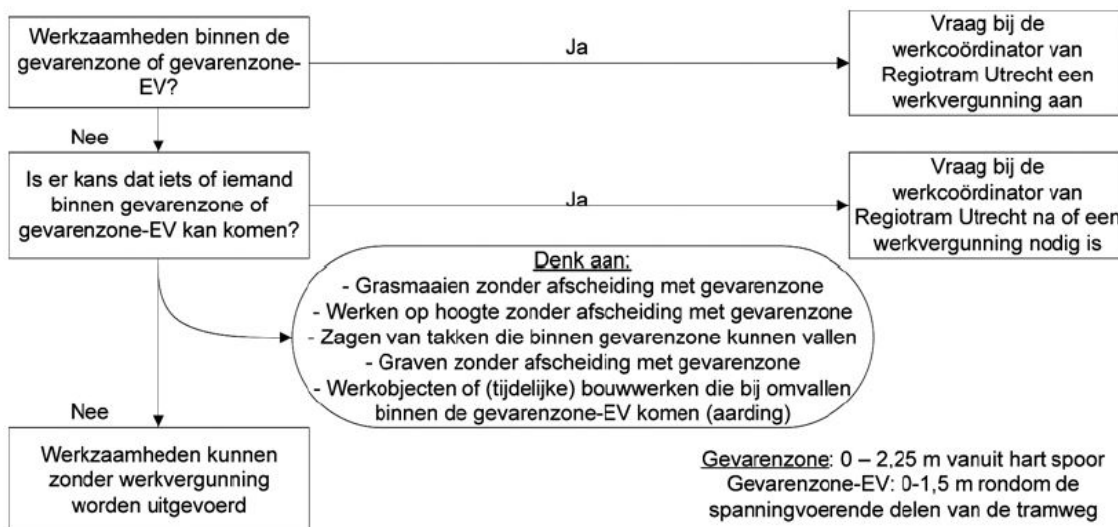 Werkzaamheden binnen de
gevarenzone of gevarenzone-
EV?
Ja
Vraag bij de
werkcoördinator van
Regiotram Utrecht een
werkvergunning aan
Nee
Is er kans dat iets of iemand
binnen gevarenzone of
gevarenzone-EV kan komen?
Ja
Vraag bij de
werkcoördinator van
Regiotram Utrecht na of een
werkvergunning nodig is
Denk aan:
- Grasmaaien zonder afscheiding met gevarenzone
- Werken op hoogte zonder afscheiding met gevarenzone
- Zagen van takken die binnen gevarenzone kunnen vallen
- Graven zonder afscheiding met gevarenzone
- Werkobjecten of (tijdelijke) bouwwerken die bij omvallen
binnen de gevarenzone-EV komen (aarding)
Nee
Werkzaamheden kunnen
zonder werkvergunning
worden uitgevoerd
Gevarenzone: 0 – 2,25 m vanuit hart spoor
Gevarenzone-EV: 0-1,5 m rondom de
spanningvoerende delen van de tramweg